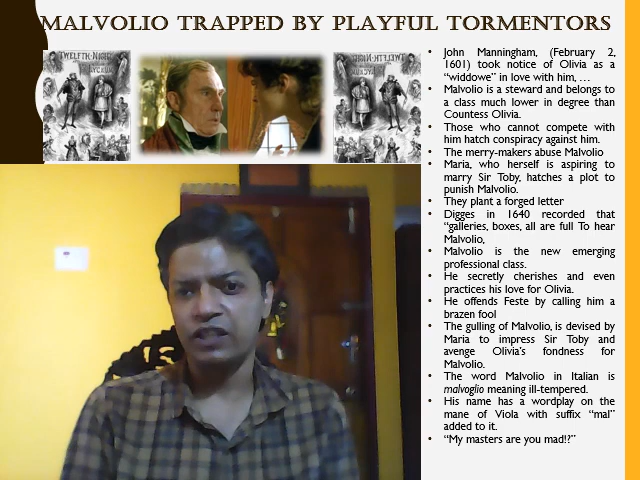 MALVOLIO TRAPPED BY PLAYFUL TORMENTORS
TWELFTH-NIGHT
• John Manningham, (February 2,
1601) took notice of Olivia as a
“widdowe” in love with him, …
• Malvolio is a steward and belongs to
a class much lower in degree than
Countess Olivia.
• Those who cannot compete with
him hatch conspiracy against him.
• The merry-makers abuse Malvolio
• Maria, who herself is aspiring to
marry Sir Toby, hatches a plot to
punish Malvolio.
• They plant a forged letter
• Digges in 1640 recorded that
“galleries, boxes, all are full To hear
Malvolio,
• Malvolio is the new emerging
professional class.
• He secretly cherishes and even
practices his love for Olivia.
• He offends Feste by calling him a
brazen fool
• The gulling of Malvolio, is devised by
Maria to impress Sir Toby and
avenge Olivia’s fondness for
Malvolio.
• The word Malvolio in Italian is
malvoglio meaning ill-tempered.
• His name has a wordplay on the
mane of Viola with suffix “mal”
added to it.
• “My masters are you mad!?”